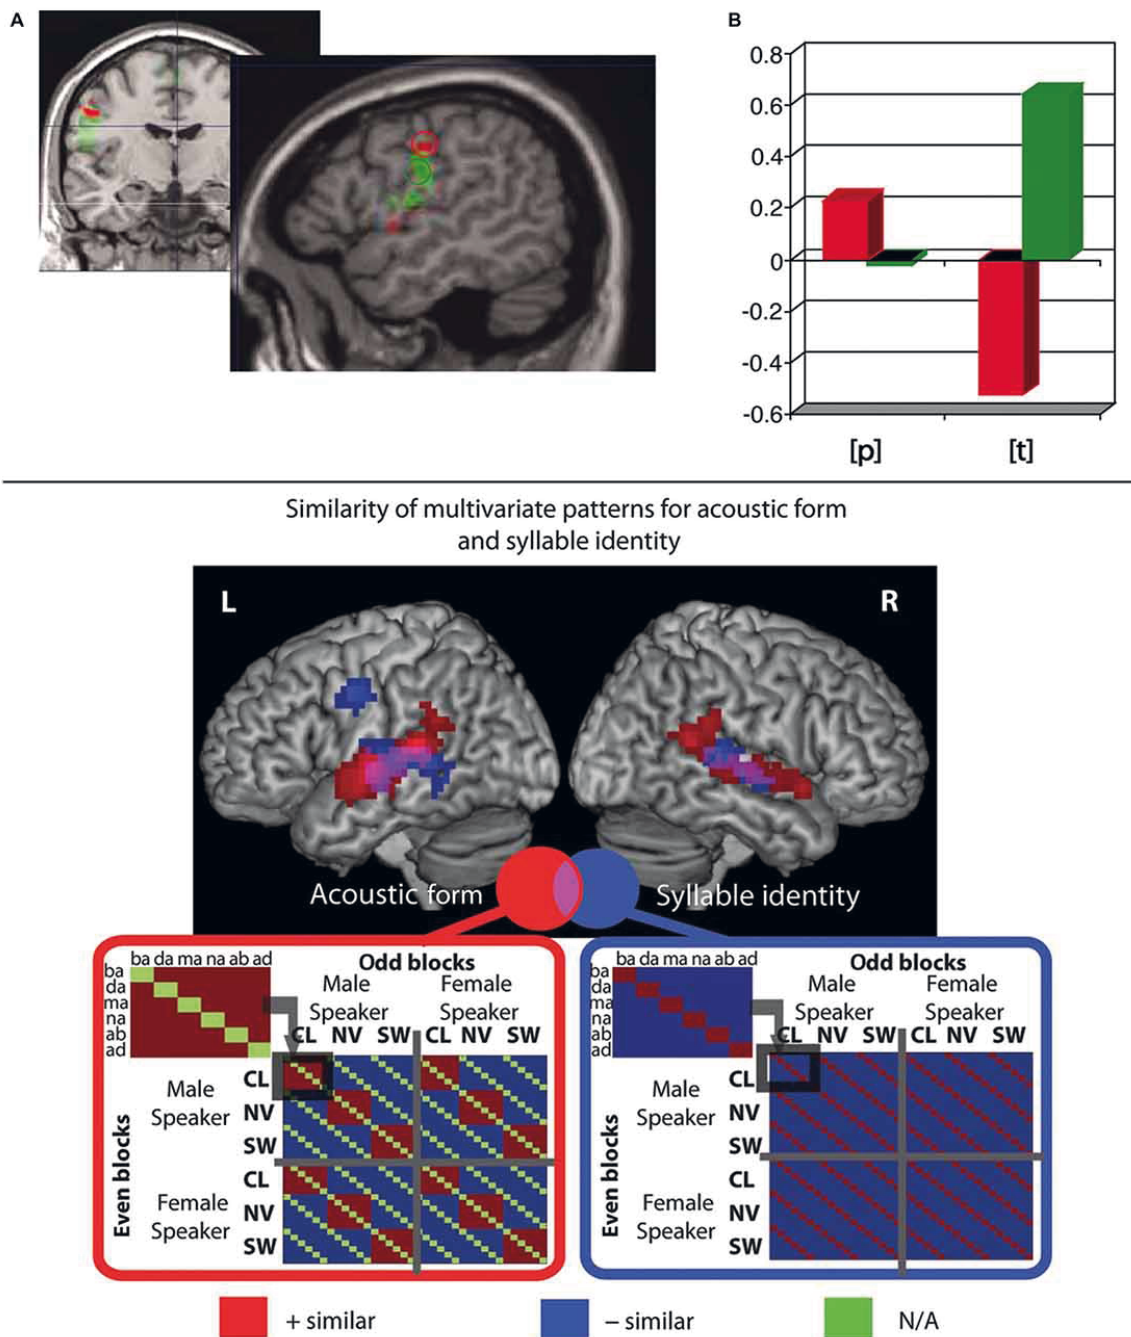 A
B
0.8
0.6
0.4
0.2
0
-0.2
-0.4
-0.6
[p] [t]
Similarity of multivariate patterns for acoustic form
and syllable identity
L R
Acoustic form Syllable identity
ba da ma na ab ad
ba
da
ma
na
ab
ad
Odd blocks
Male Female
Speaker Speaker
CL NV SW CL NV SW
Even blocks
Male
Speaker
CL
NV
SW
Female
Speaker
CL
NV
SW
ba da ma na ab ad
ba
da
ma
na
ab
ad
Odd blocks
Male Female
Speaker Speaker
CL NV SW CL NV SW
Even blocks
Male
Speaker
CL
NV
SW
Female
Speaker
CL
NV
SW
+ similar – similar N/A